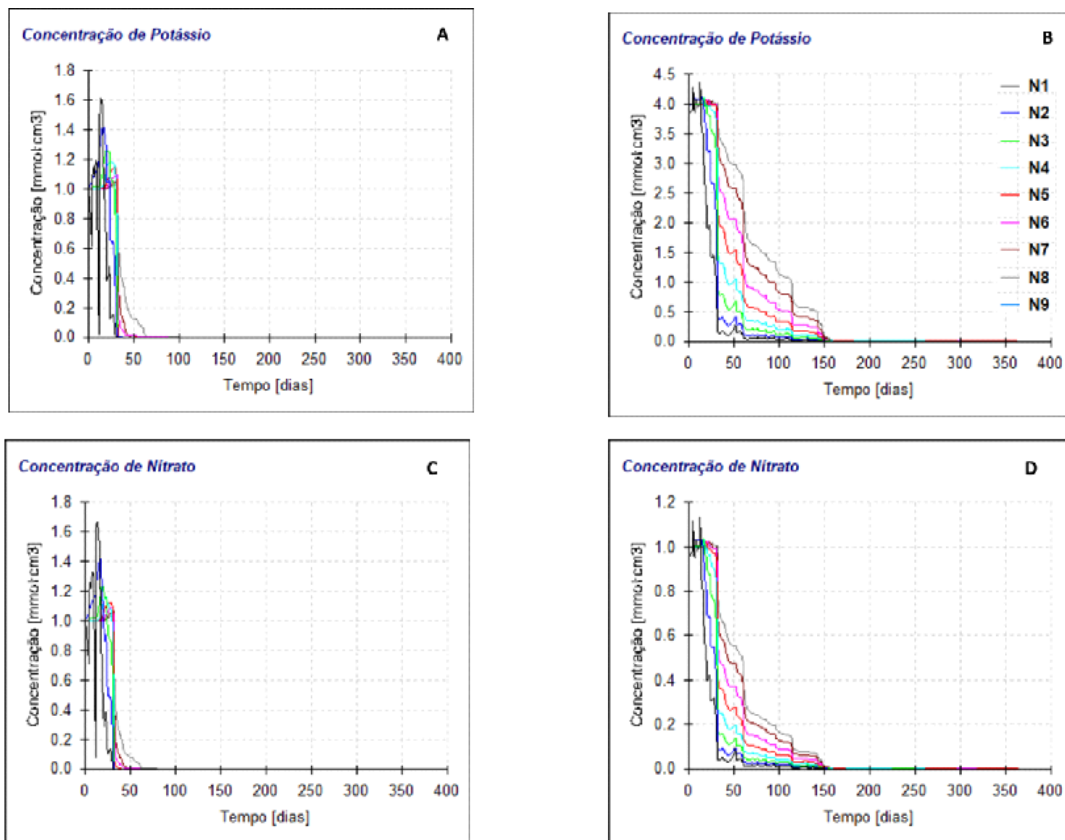 Concentração de Potássio A
1.8
1.6
1.4
1.2
1.0
0.8
0.6
0.4
0.2
0.0
0 50 100 150 200 250 300 350 400
Concentração [mmol·cm3]
Tempo [dias]
Concentração de Potássio B
4.5
4.0
3.5
3.0
2.5
2.0
1.5
1.0
0.5
0.0
0 50 100 150 200 250 300 350 400
Concentração [mmol·cm3]
Tempo [dias]
N1
N2
N3
N4
N5
N6
N7
N8
N9
Concentração de Nitrato C
1.8
1.6
1.4
1.2
1.0
0.8
0.6
0.4
0.2
0.0
0 50 100 150 200 250 300 350 400
Concentração [mmol·cm3]
Tempo [dias]
Concentração de Nitrato D
1.2
1.0
0.8
0.6
0.4
0.2
0.0
0 50 100 150 200 250 300 350 400
Concentração [mmol·cm3]
Tempo [dias]